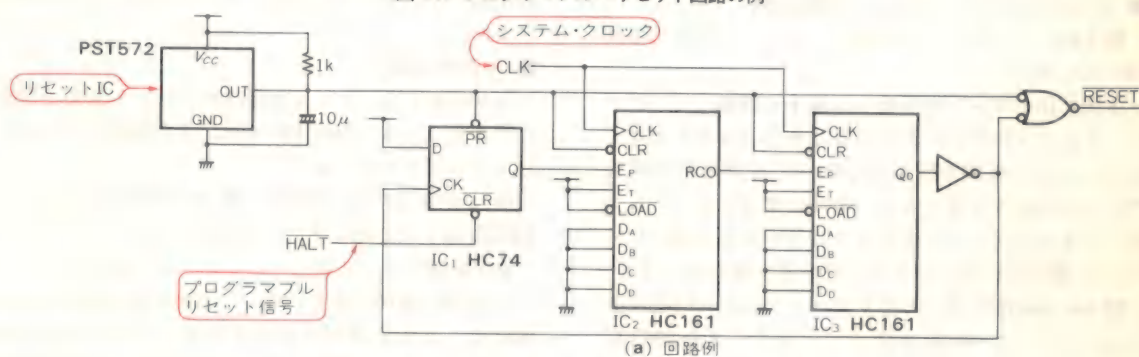 PST572
リセットIC
VCC
OUT
GND
1k
10μ
システム・クロック
CLK
D
PR
Q
CK
CLR
IC1 HC74
HALT
プログラマブル
リセット信号
CLK
CLR
EP
ET
LOAD
DA
DB
DC
DD
RCO
IC2 HC161
CLK
CLR
EP
ET
LOAD
DA
DB
DC
DD
QD
IC3 HC161
RESET
(a) 回路例